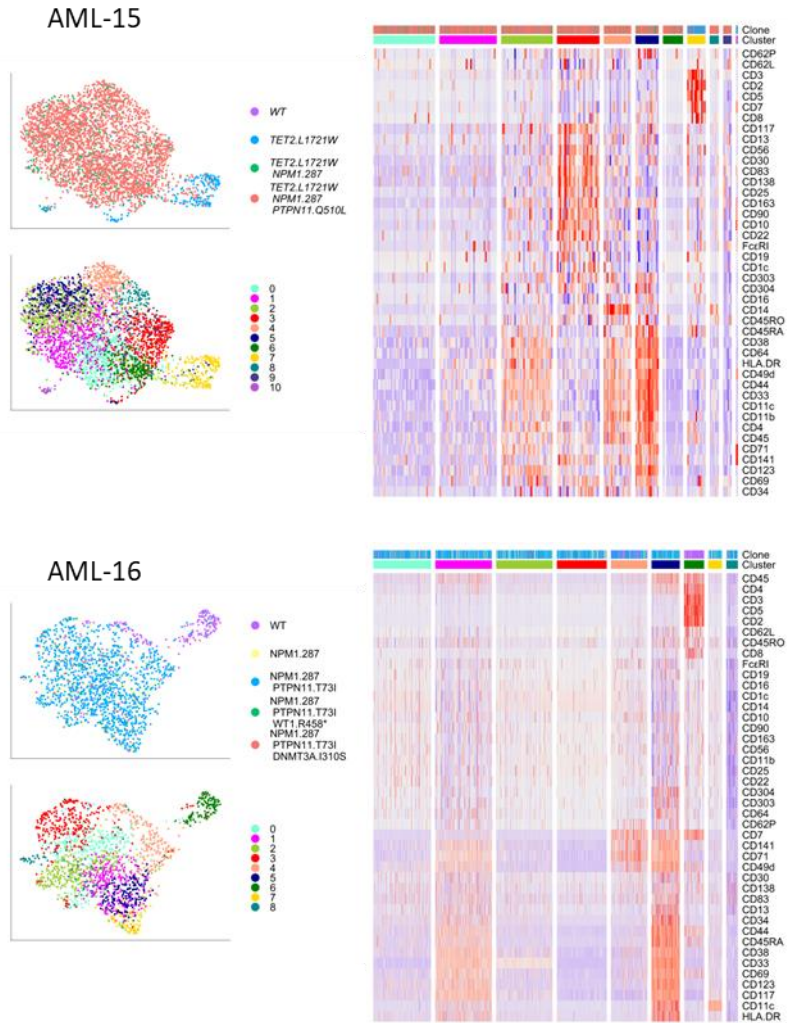 AML-15
WT
TET2.L1721W
TET2.L1721W
NPM1.287
TET2.L1721W
NPM1.287
PTPN11.Q510L
0
1
2
3
4
5
6
7
8
9
10
Clone
Cluster
CD62P
CD62L
CD3
CD2
CD5
CD7
CD8
CD117
CD13
CD56
CD30
CD83
CD138
CD25
CD163
CD90
CD10
CD22
FcεRI
CD19
CD1c
CD303
CD304
CD16
CD14
CD45RO
CD45RA
CD38
CD64
HLA.DR
CD49d
CD44
CD33
CD11c
CD11b
CD4
CD45
CD71
CD141
CD123
CD69
CD34
AML-16
WT
NPM1.287
NPM1.287
PTPN11.T73I
NPM1.287
PTPN11.T73I
WT1.R458*
NPM1.287
PTPN11.T73I
DNMT3A.I310S
0
1
2
3
4
5
6
7
8
Clone
Cluster
CD45
CD4
CD3
CD5
CD2
CD62L
CD45RO
CD8
FcεRI
CD19
CD16
CD1c
CD14
CD10
CD90
CD163
CD56
CD11b
CD25
CD22
CD304
CD303
CD64
CD62P
CD7
CD141
CD71
CD49d
CD30
CD138
CD83
CD13
CD34
CD44
CD45RA
CD38
CD33
CD69
CD123
CD117
CD11c
HLA.DR